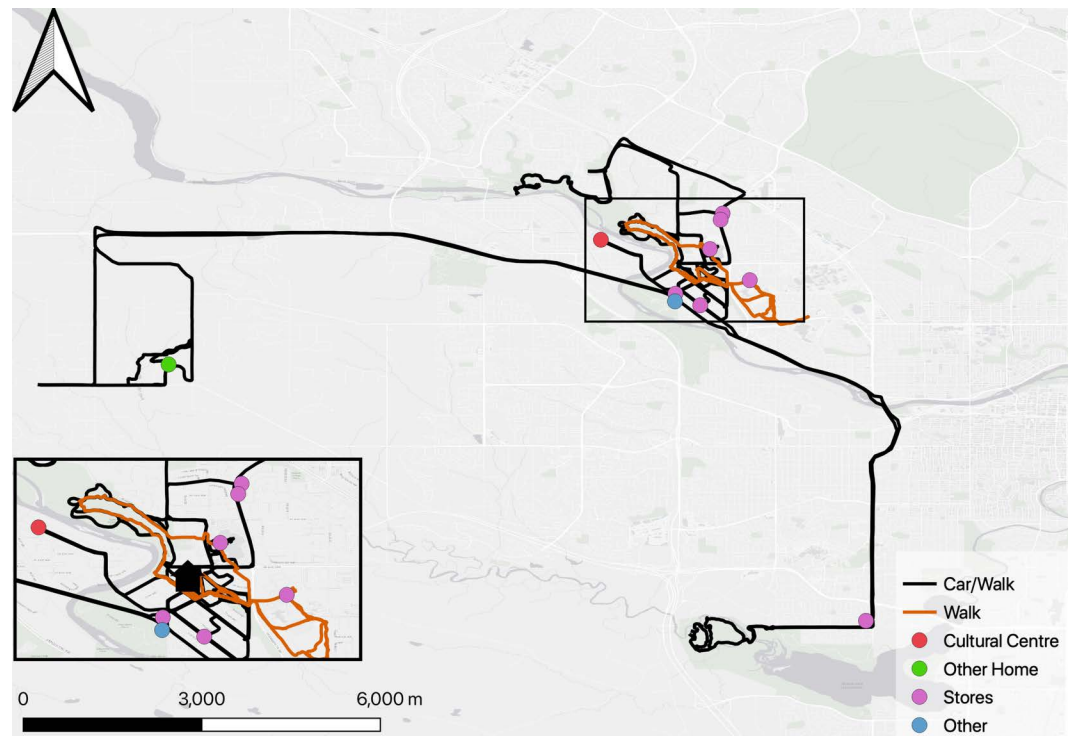 0 3,000 6,000 m
Car/Walk
Walk
Cultural Centre
Other Home
Stores
Other